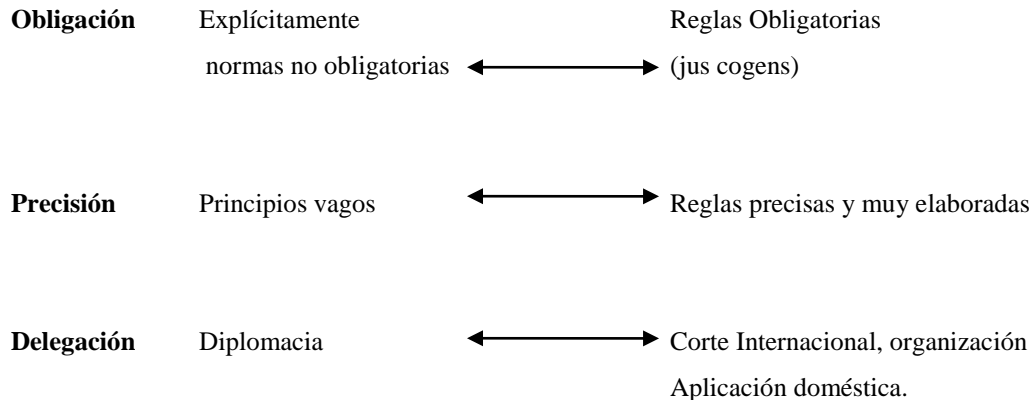 Obligación Explícitamente Reglas Obligatorias
normas no obligatorias (jus cogens)
Precisión Principios vagos Reglas precisas y muy elaboradas
Delegación Diplomacia Corte Internacional, organización
Aplicación doméstica.